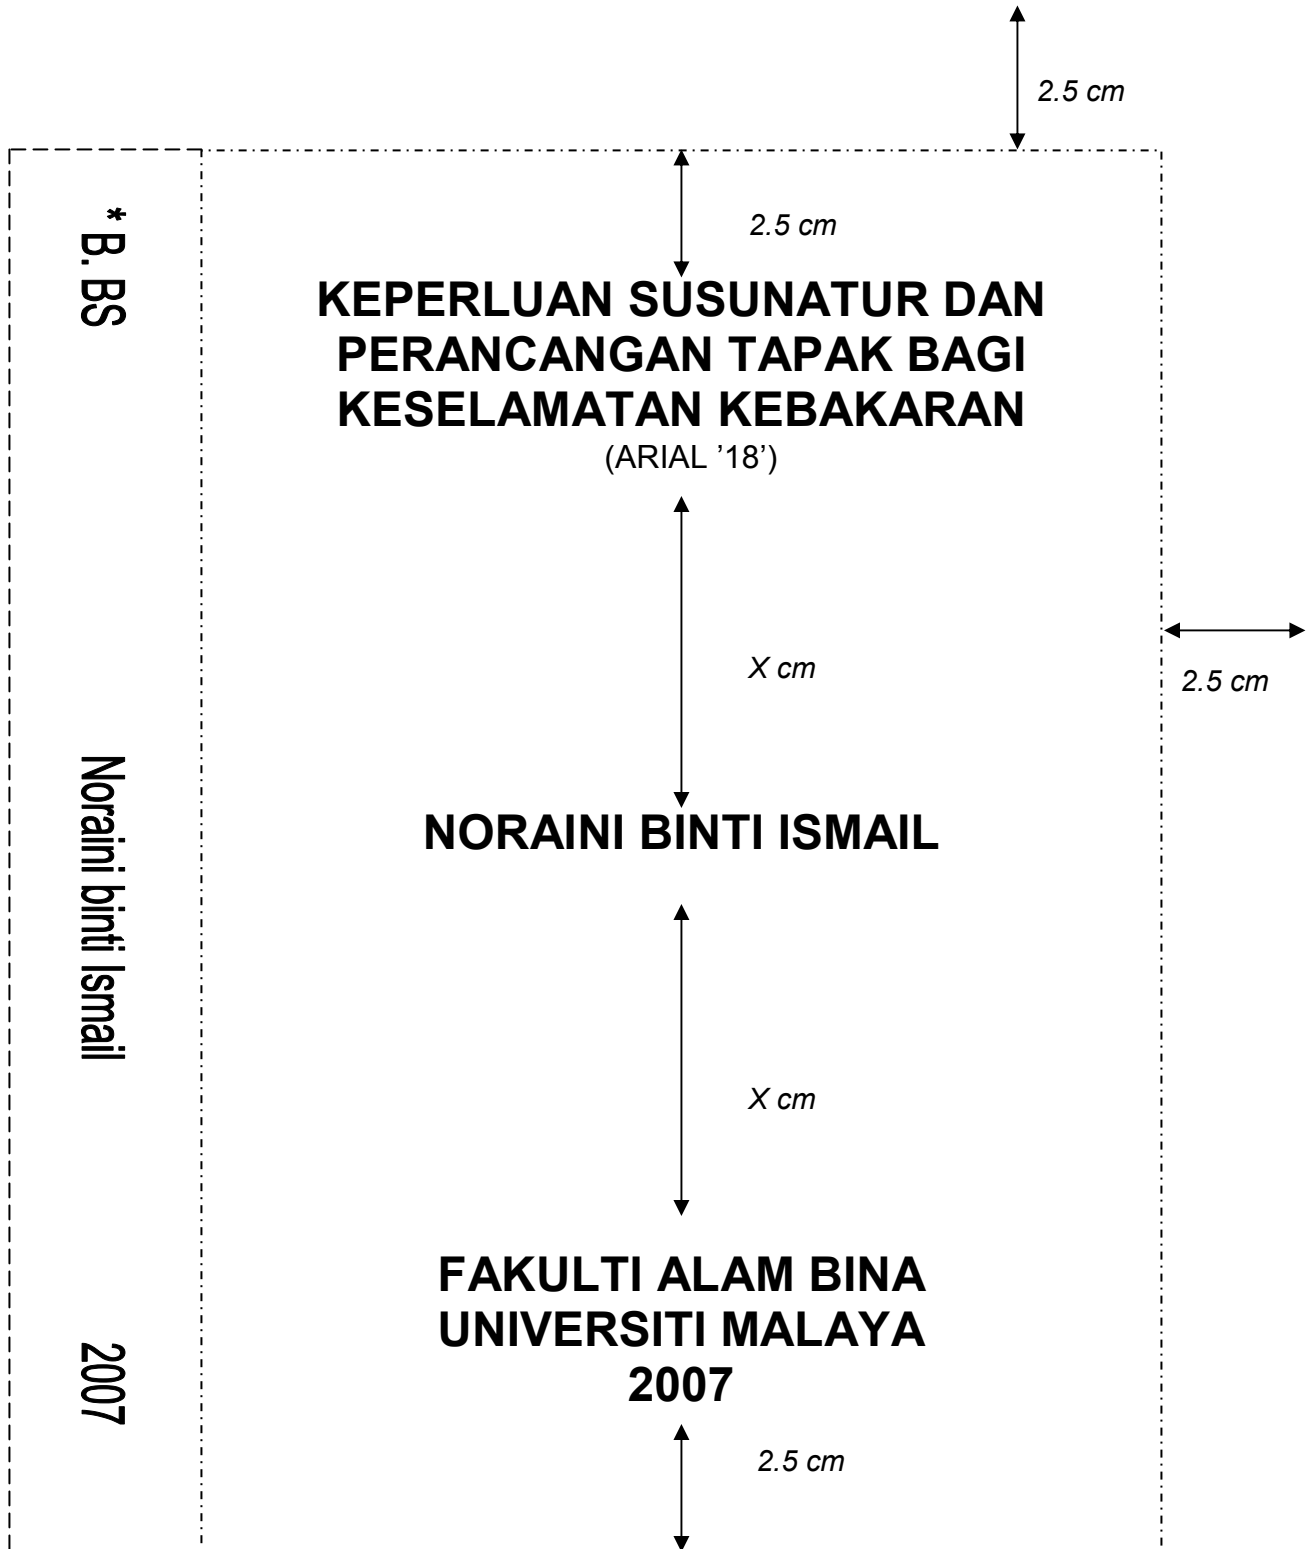 2.5 cm
2.5 cm
* B. BS
KEPERLUAN SUSUNATUR DAN
PERANCANGAN TAPAK BAGI
KESELAMATAN KEBAKARAN
(ARIAL ’18’)
X cm
2.5 cm
Noraini binti Ismail
NORAINI BINTI ISMAIL
X cm
FAKULTI ALAM BINA
UNIVERSITI MALAYA
2007
2007
2.5 cm